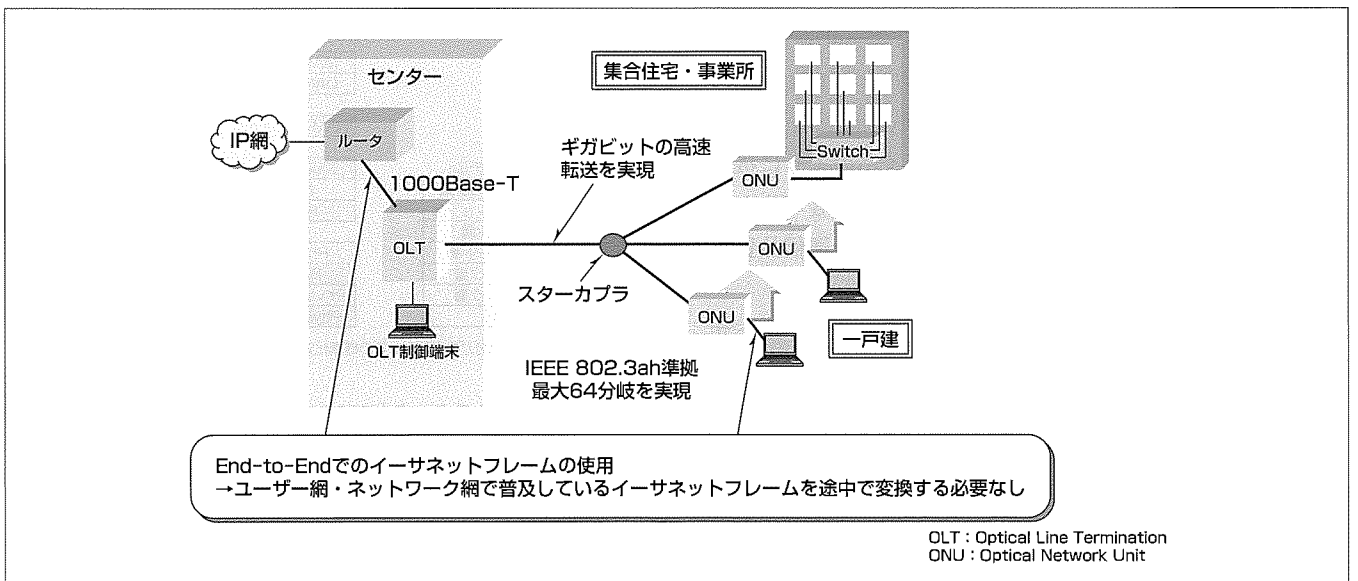 センター
集合住宅・事業所
IP網
ルータ
1000Base-T
ギガビットの高速
転送を実現
ONU
Switch
OLT
ONU
スターカプラ
ONU
OLT制御端末
一戸建
IEEE 802.3ah準拠
最大64分岐を実現
End-to-Endでのイーサネットフレームの使用
→ユーザー網・ネットワーク網で普及しているイーサネットフレームを途中で変換する必要なし
OLT：Optical Line Termination
ONU：Optical Network Unit